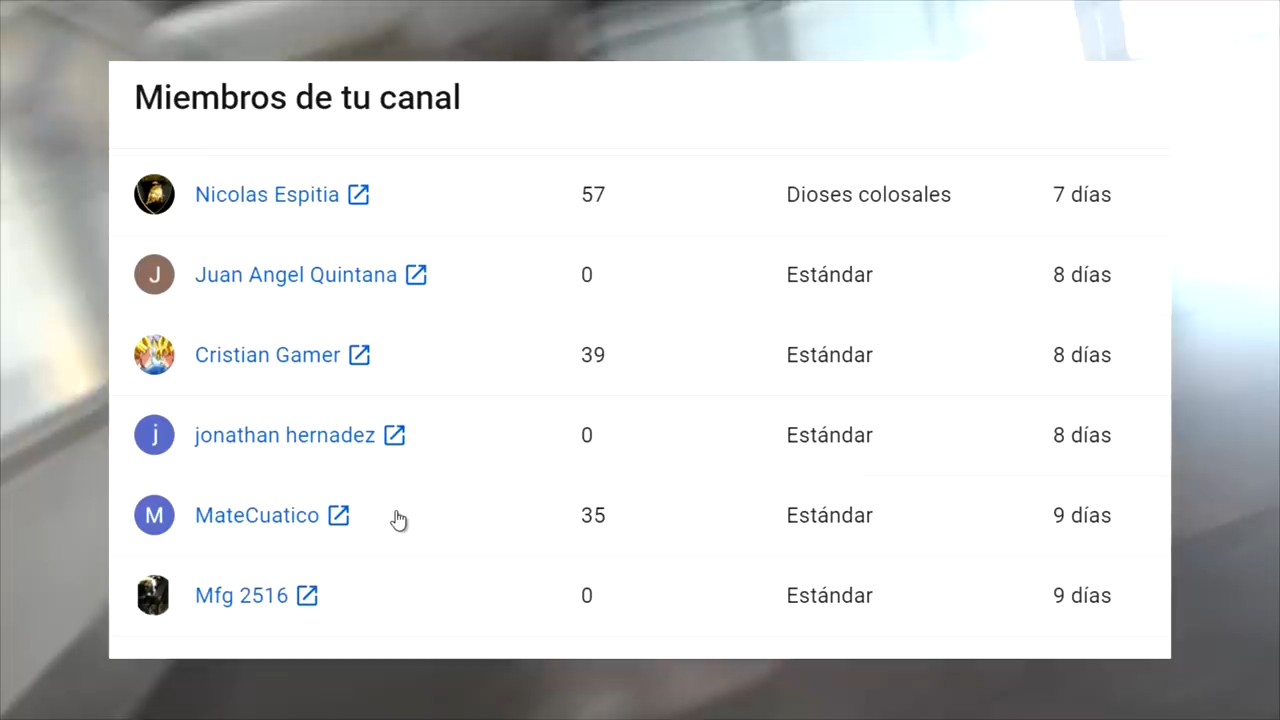 Miembros de tu canal
Nicolas Espitia 57 Dioses colosales 7 días
J Juan Angel Quintana 0 Estándar 8 días
Cristian Gamer 39 Estándar 8 días
j jonathan hernadez 0 Estándar 8 días
M MateCuatico 35 Estándar 9 días
Mfg 2516 0 Estándar 9 días